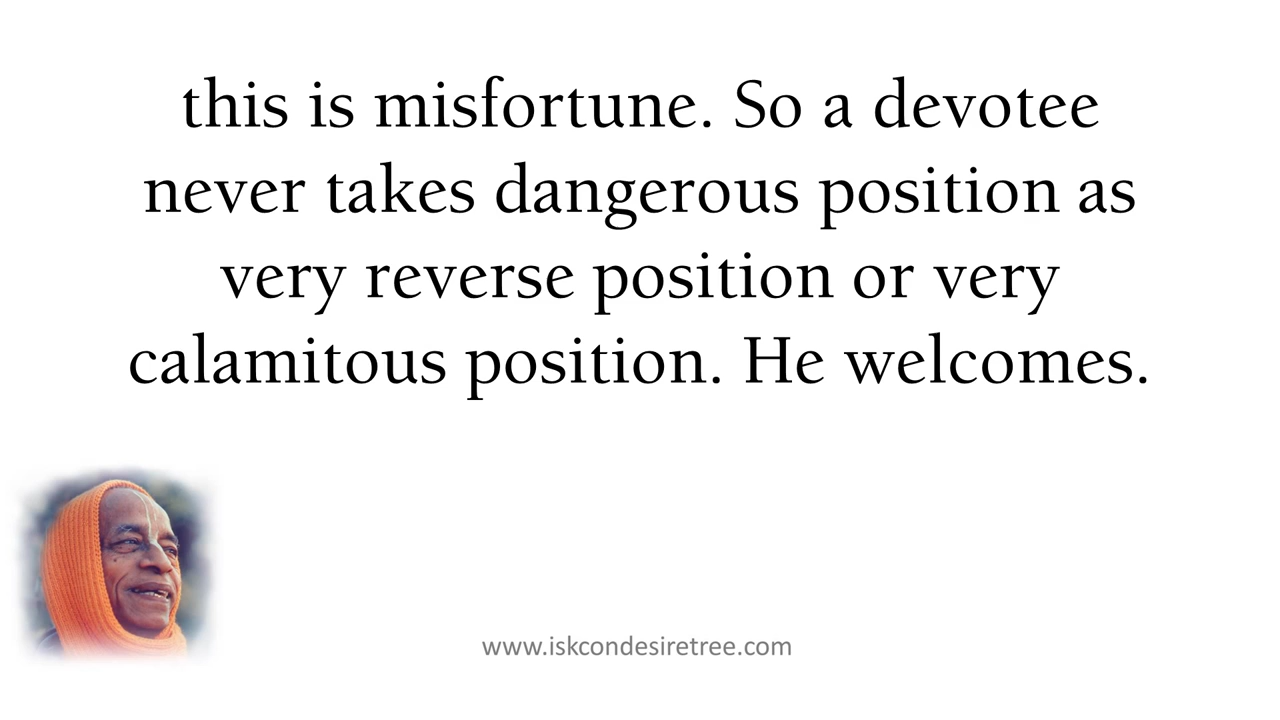 this is misfortune. So a devotee
never takes dangerous position as
very reverse position or very
calamitous position. He welcomes.
www.iskcondesiretree.com